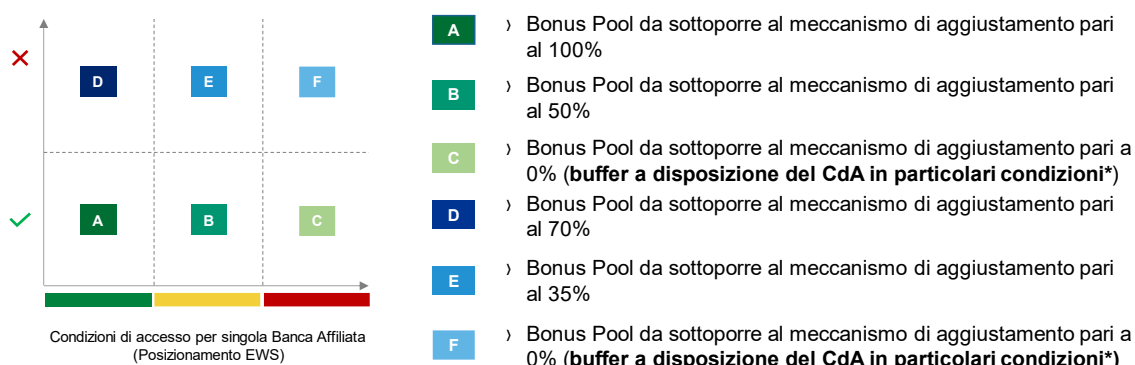 D
E
F
A
B
C
Condizioni di accesso per singola Banca Affiliata
(Posizionamento EWS)
A
› Bonus Pool da sottoporre al meccanismo di aggiustamento pari
al 100%
B
› Bonus Pool da sottoporre al meccanismo di aggiustamento pari
al 50%
C
› Bonus Pool da sottoporre al meccanismo di aggiustamento pari a
0% (buffer a disposizione del CdA in particolari condizioni*)
D
› Bonus Pool da sottoporre al meccanismo di aggiustamento pari
al 70%
E
› Bonus Pool da sottoporre al meccanismo di aggiustamento pari
al 35%
F
› Bonus Pool da sottoporre al meccanismo di aggiustamento pari a
0% (buffer a disposizione del CdA in particolari condizioni*)